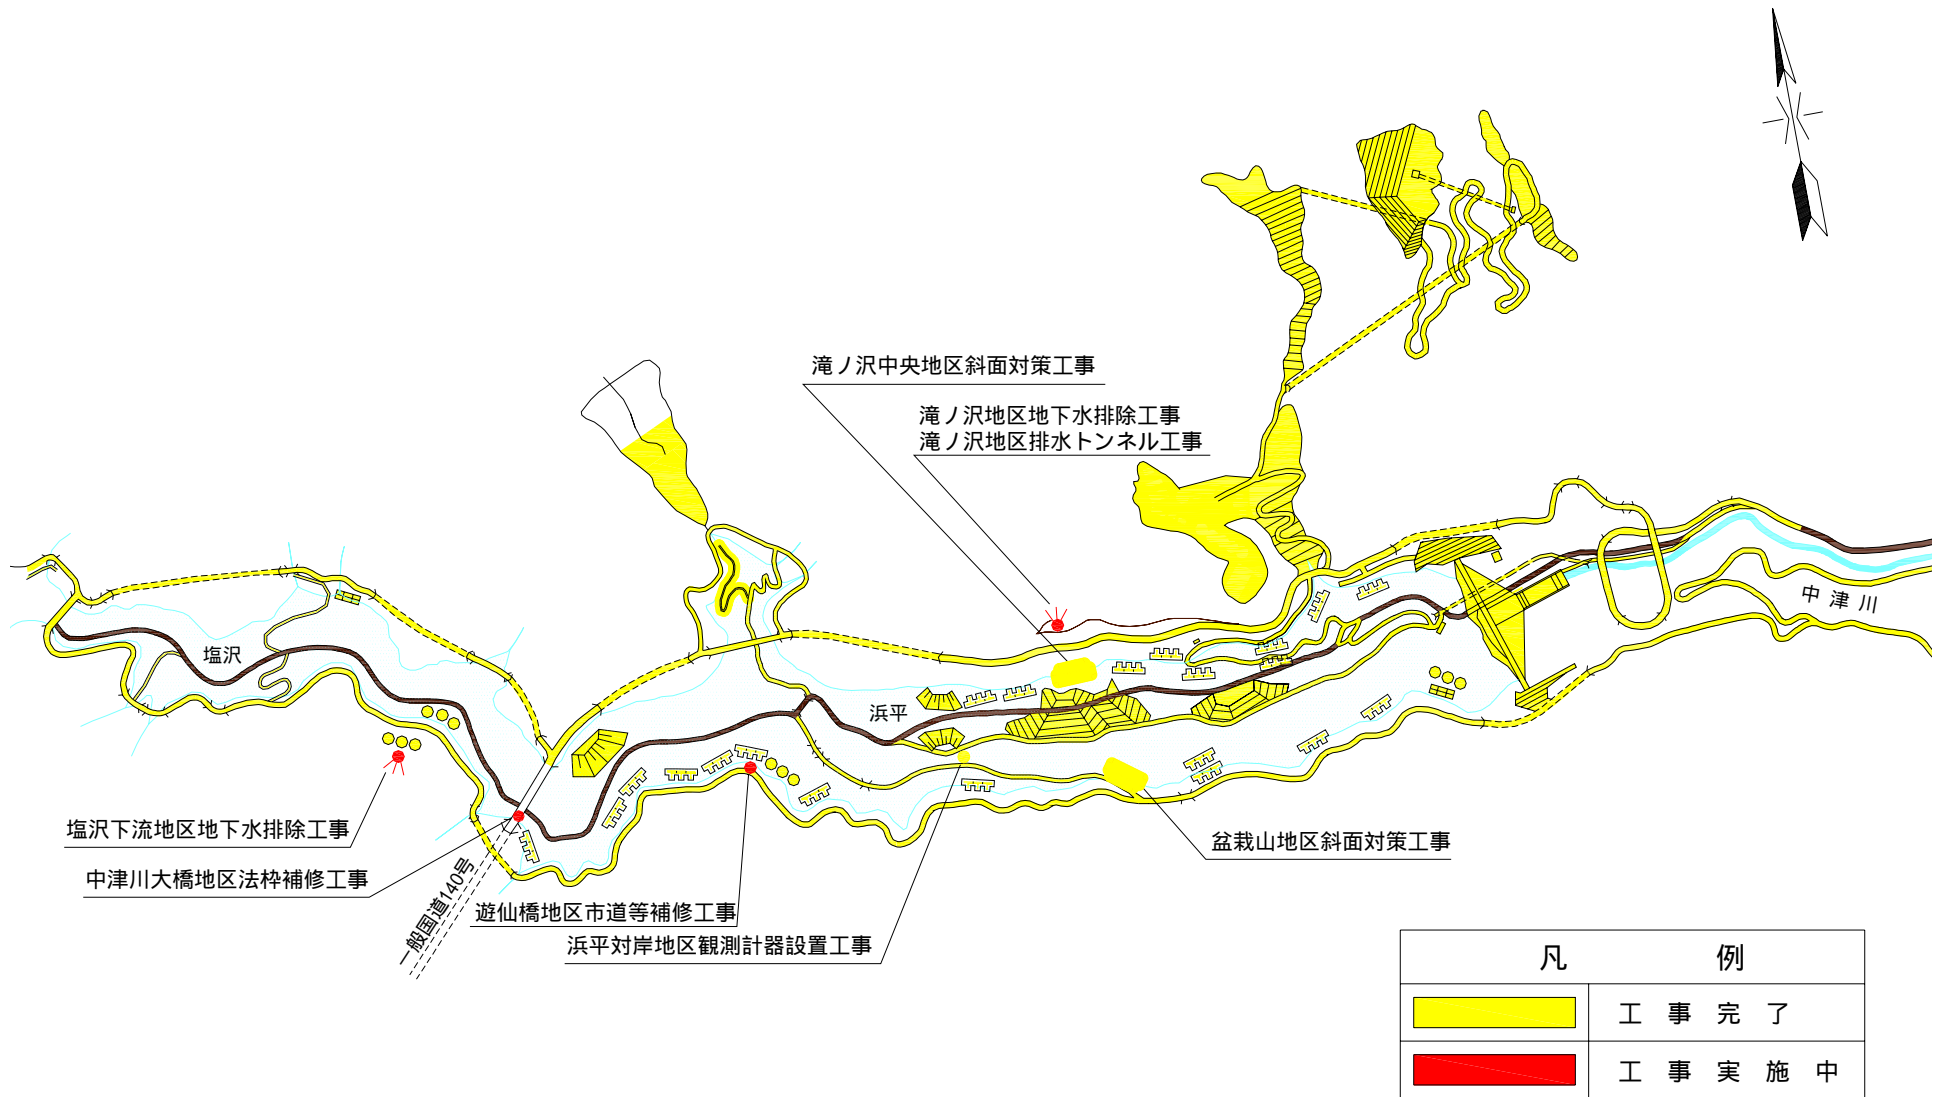 滝ノ沢中央地区斜面対策工事
滝ノ沢地区地下水排除工事
滝ノ沢地区排水トンネル工事
中津川
塩沢
浜平
塩沢下流地区地下水排除工事
中津川大橋地区法枠補修工事
一般国道140号
遊仙橋地区市道等補修工事
浜平対岸地区観測計器設置工事
盆栽山地区斜面対策工事
凡例
工事完了
工事実施中